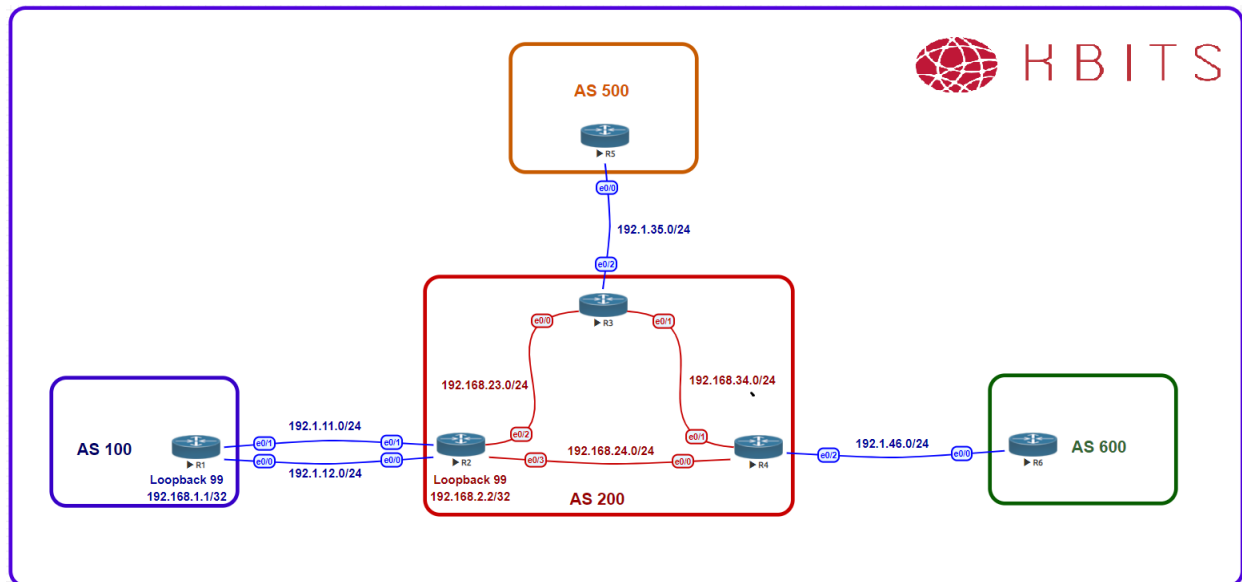 KBITS
AS 500
R5
e0/0
192.1.35.0/24
e0/2
R3
e0/0
e0/1
192.168.23.0/24
192.168.34.0/24
AS 100
192.1.11.0/24
e0/1
e0/1
R1
e0/0
e0/0
192.1.12.0/24
Loopback 99
192.168.1.1/32
e0/2
R2
e0/3
Loopback 99
192.168.2.2/32
192.168.24.0/24
e0/1
e0/0
R4
AS 200
e0/2
192.1.46.0/24
e0/0
R6
AS 600